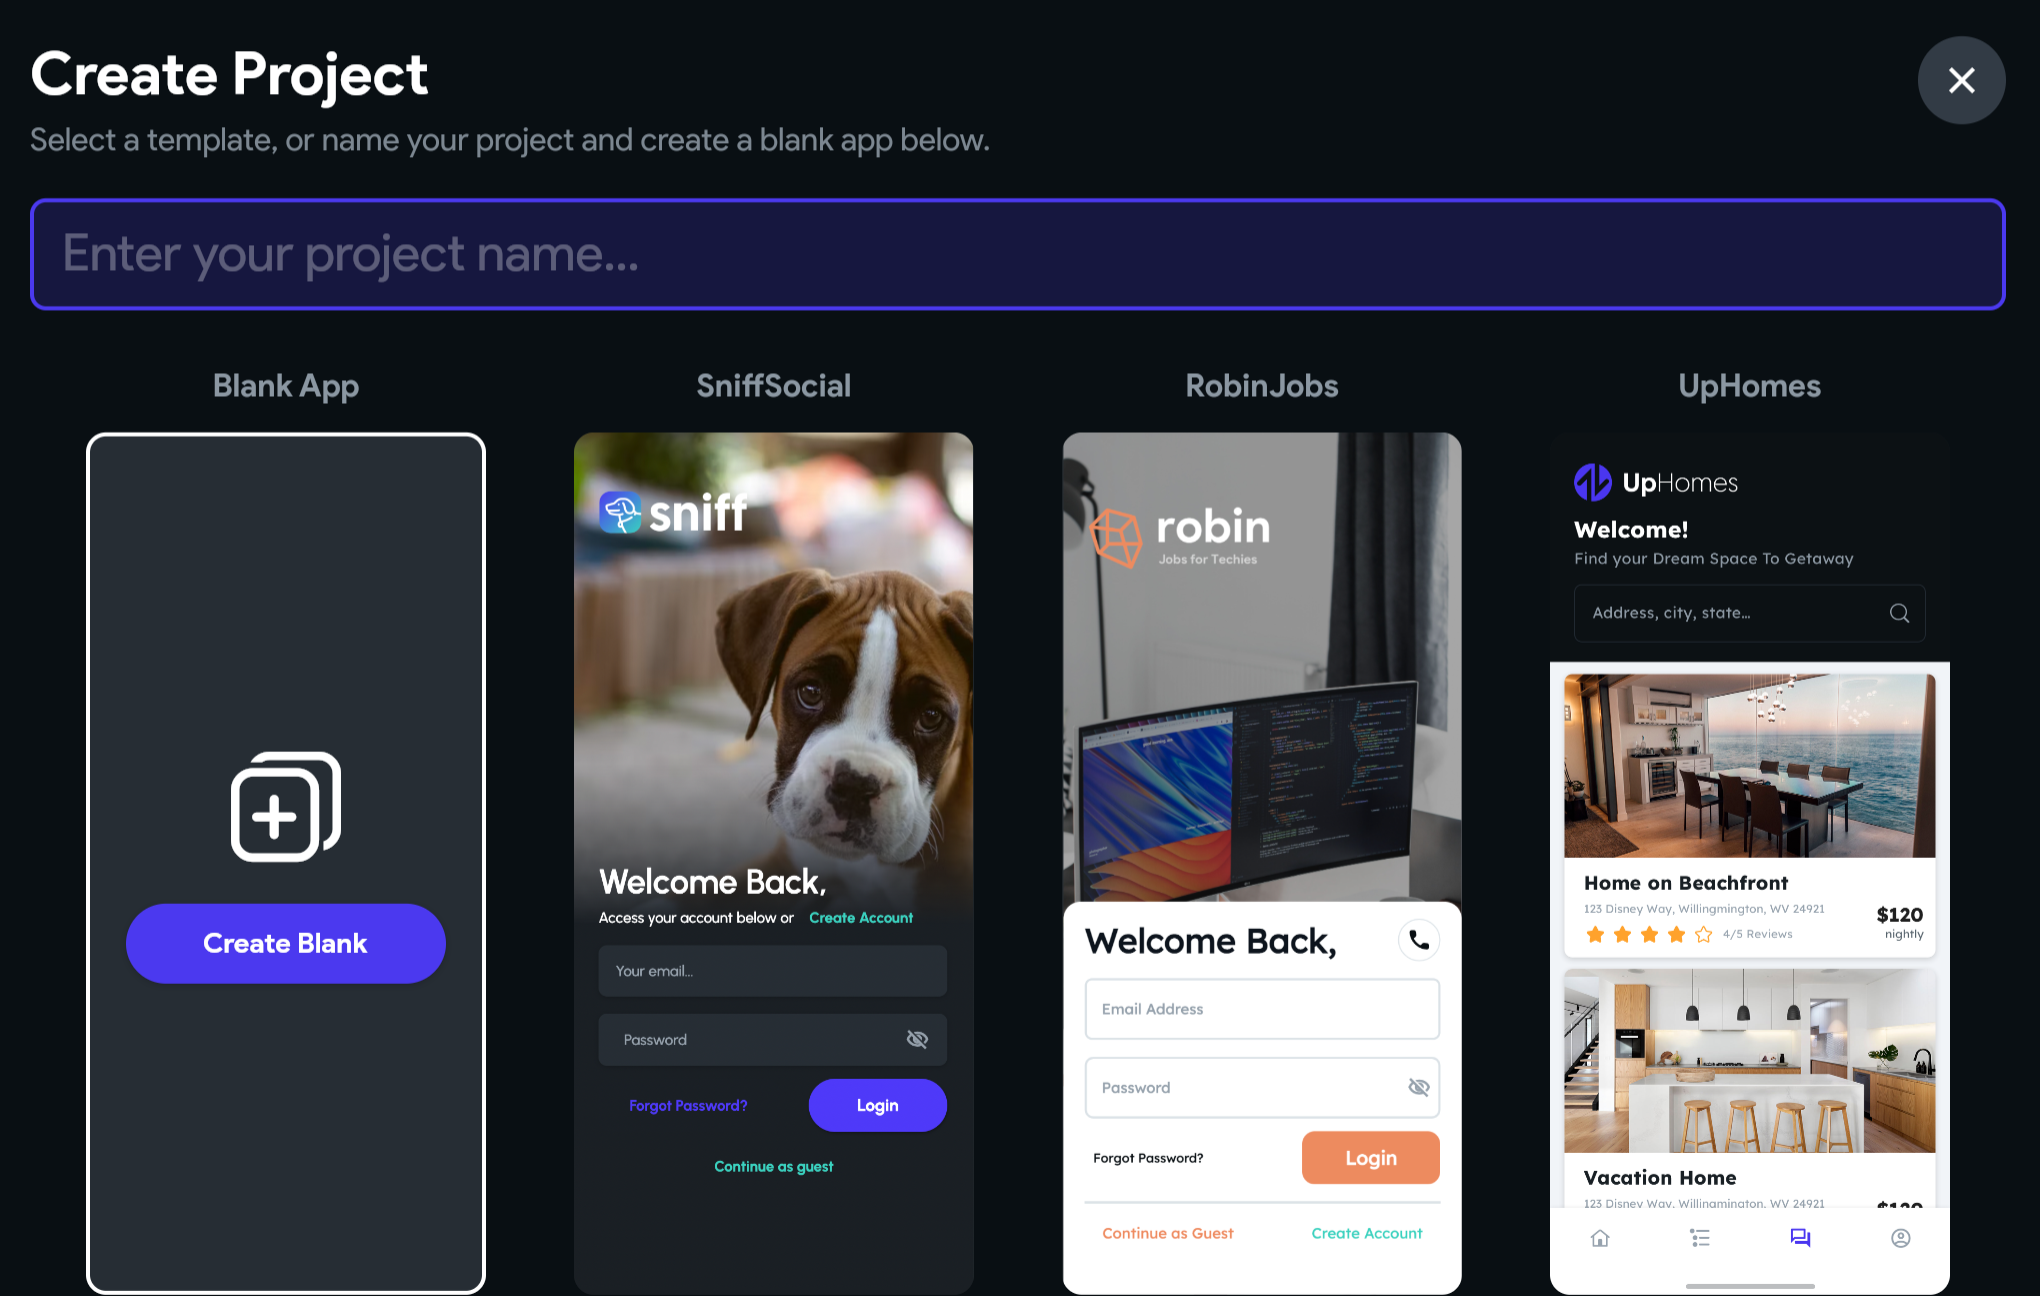 Create Project
Select a template, or name your project and create a blank app below.
Enter your project name...
Blank App
SniffSocial
RobinJobs
UpHomes
Create Blank
sniff
Welcome Back,
Access your account below or Create Account
Your email...
Password
Forgot Password?
Login
Continue as guest
robin
Jobs for Techies
Welcome Back,
Email Address
Password
Forgot Password?
Login
Continue as Guest
Create Account
UpHomes
Welcome!
Find your Dream Space To Getaway
Address, city, state...
Home on Beachfront
123 Disney Way, Willingmington, WV 24921
$120
nightly
4/5 Reviews
Vacation Home
123 Disney Way, Willingmington, WV 24921
$120